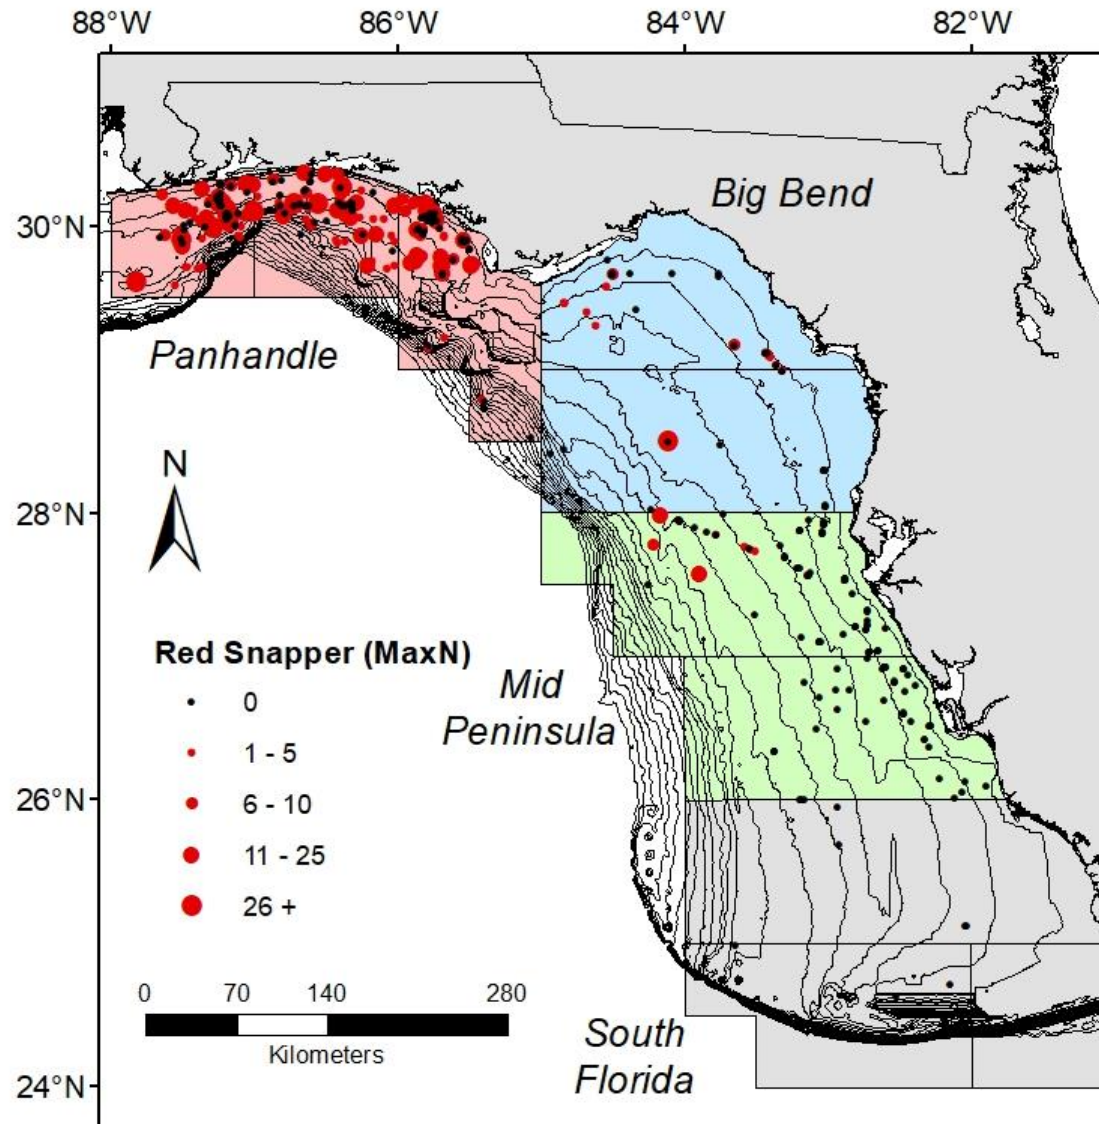 88°W 86°W 84°W 82°W
Big Bend
30°N
Panhandle
N
28°N
Red Snapper (MaxN)
0
1 - 5
6 - 10
11 - 25
26 +
Mid
Peninsula
26°N
0 70 140 280
Kilometers
South
Florida
24°N